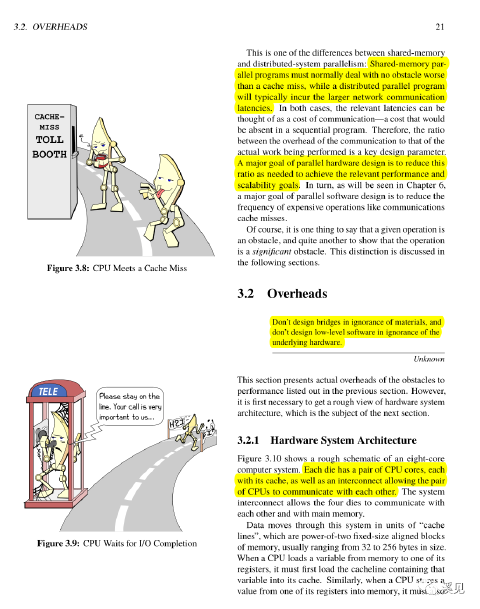 3.2. OVERHEADS
21
CACHE-
MISS
TOLL
BOOTH
Figure 3.8: CPU Meets a Cache Miss
TELE
Please stay on the
line. Your call is very
important to us...
Figure 3.9: CPU Waits for I/O Completion
This is one of the differences between shared-memory
and distributed-system parallelism: Shared-memory par-
allel programs must normally deal with no obstacle worse
than a cache miss, while a distributed parallel program
will typically incur the larger network communication
latencies. In both cases, the relevant latencies can be
thought of as a cost of communication—a cost that would
be absent in a sequential program. Therefore, the ratio
between the overhead of the communication to that of the
actual work being performed is a key design parameter.
A major goal of parallel hardware design is to reduce this
ratio as needed to achieve the relevant performance and
scalability goals. In turn, as will be seen in Chapter 6,
a major goal of parallel software design is to reduce the
frequency of expensive operations like communications
cache misses.
Of course, it is one thing to say that a given operation is
an obstacle, and quite another to show that the operation
is a significant obstacle. This distinction is discussed in
the following sections.
3.2 Overheads
Don't design bridges in ignorance of materials, and
don't design low-level software in ignorance of the
underlying hardware.
Unknown
This section presents actual overheads of the obstacles to
performance listed out in the previous section. However,
it is first necessary to get a rough view of hardware system
architecture, which is the subject of the next section.
3.2.1 Hardware System Architecture
Figure 3.10 shows a rough schematic of an eight-core
computer system. Each die has a pair of CPU cores, each
with its cache, as well as an interconnect allowing the pair
of CPUs to communicate with each other. The system
interconnect allows the four dies to communicate with
each other and with main memory.
Data moves through this system in units of “cache
lines”, which are power-of-two fixed-size aligned blocks
of memory, usually ranging from 32 to 256 bytes in size.
When a CPU loads a variable from memory to one of its
registers, it must first load the cacheline containing that
variable into its cache. Similarly, when a CPU stores a
value from one of its registers into memory, it must also
溪见